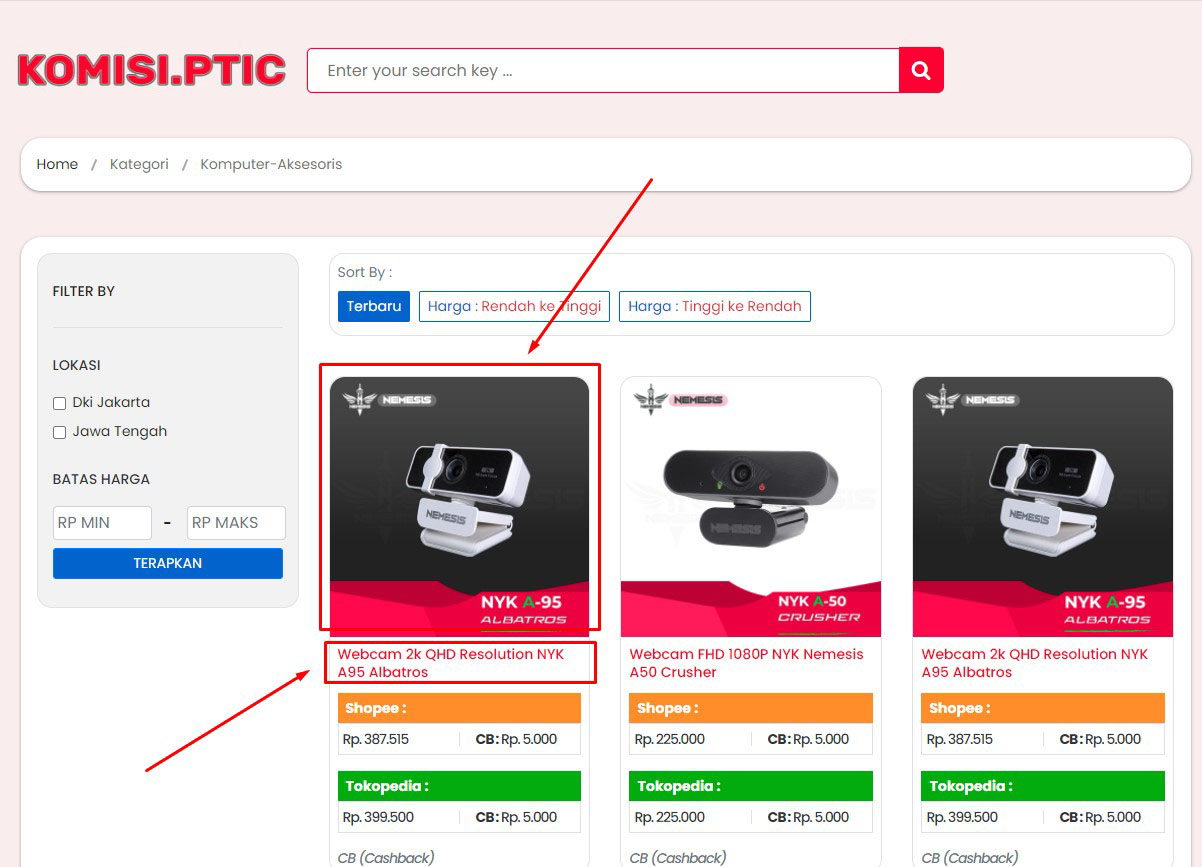 KOMISI.PTIC
Enter your search key ...
Home / Kategori / Komputer-Aksesoris
FILTER BY
LOKASI
Dki Jakarta
Jawa Tengah
BATAS HARGA
RP MIN - RP MAKS
TERAPKAN
Sort By :
Terbaru
Harga : Rendah ke Tinggi
Harga : Tinggi ke Rendah
NEMESIS
NEMESIS
NYK A-95
ALBATROS
Webcam 2k QHD Resolution NYK
A95 Albatros
Shopee :
Rp. 387.515 CB: Rp. 5.000
Tokopedia :
Rp. 399.500 CB: Rp. 5.000
CB (Cashback)
NEMESIS
NEMESIS
NYK A-50
CRUSHER
Webcam FHD 1080P NYK Nemesis
A50 Crusher
Shopee :
Rp. 225.000 CB: Rp. 5.000
Tokopedia :
Rp. 225.000 CB: Rp. 5.000
CB (Cashback)
NEMESIS
NEMESIS
NYK A-95
ALBATROS
Webcam 2k QHD Resolution NYK
A95 Albatros
Shopee :
Rp. 387.515 CB: Rp. 5.000
Tokopedia :
Rp. 399.500 CB: Rp. 5.000
CB (Cashback)